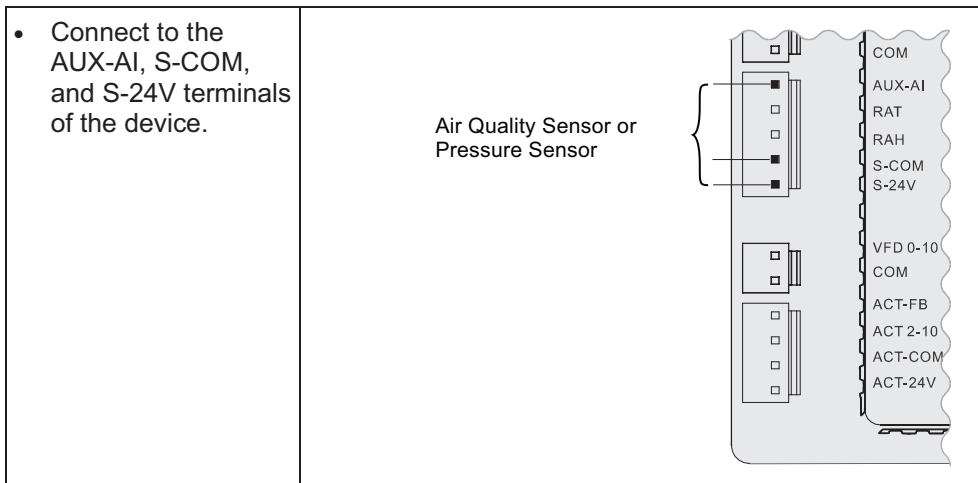 • Connect to the
AUX-AI, S-COM,
and S-24V terminals
of the device.
Air Quality Sensor or
Pressure Sensor
COM
AUX-AI
RAT
RAH
S-COM
S-24V
VFD 0-10
COM
ACT-FB
ACT 2-10
ACT-COM
ACT-24V